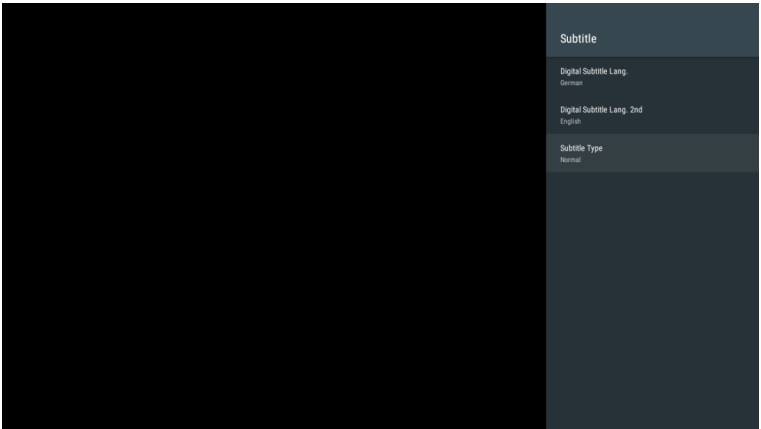 Subtitle
Digital Subtitle Lang.
German
Digital Subtitle Lang. 2nd
English
Subtitle Type
Normal